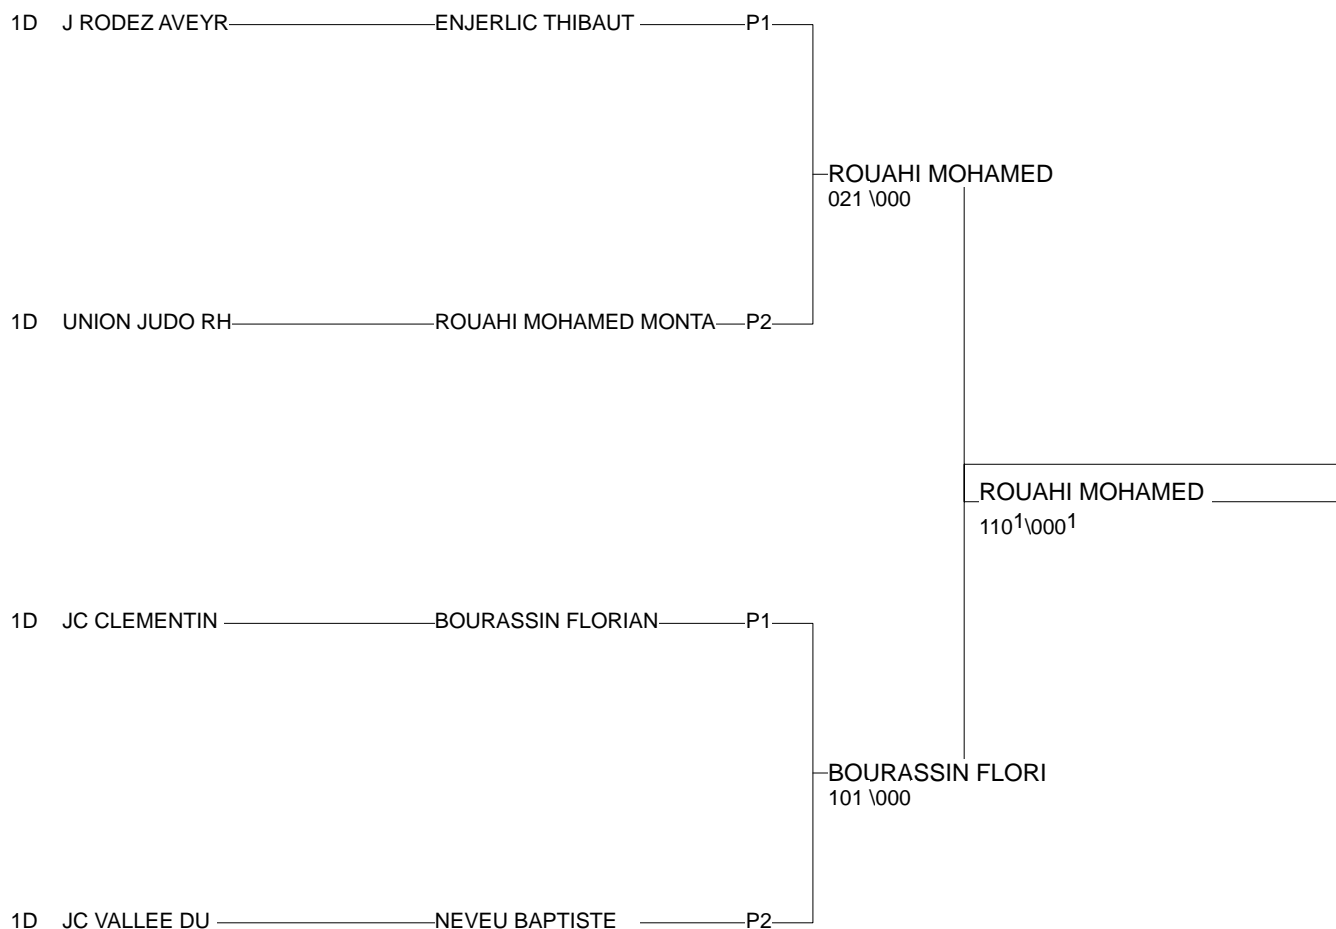 1D J RODEZ AVEYR ENJERLIC THIBAUT P1
ROUAHI MOHAMED
021 \000
1D UNION JUDO RH ROUAHI MOHAMED MONTA P2
ROUAHI MOHAMED
110¹\000¹
1D JC CLEMENTIN BOURASSIN FLORIAN P1
BOURASSIN FLORI
101 \000
1D JC VALLEE DU NEVEU BAPTISTE P2